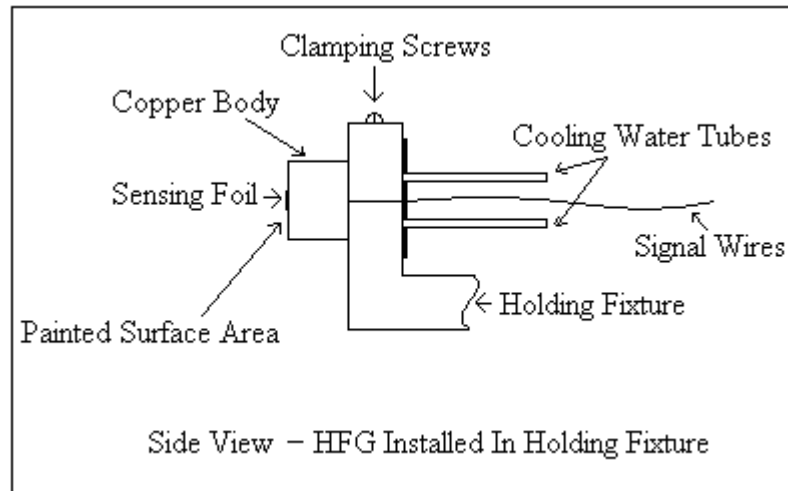 Clamping Screws
Copper Body
Cooling Water Tubes
Sensing Foil
Signal Wires
Holding Fixture
Painted Surface Area
Side View - HFG Installed In Holding Fixture